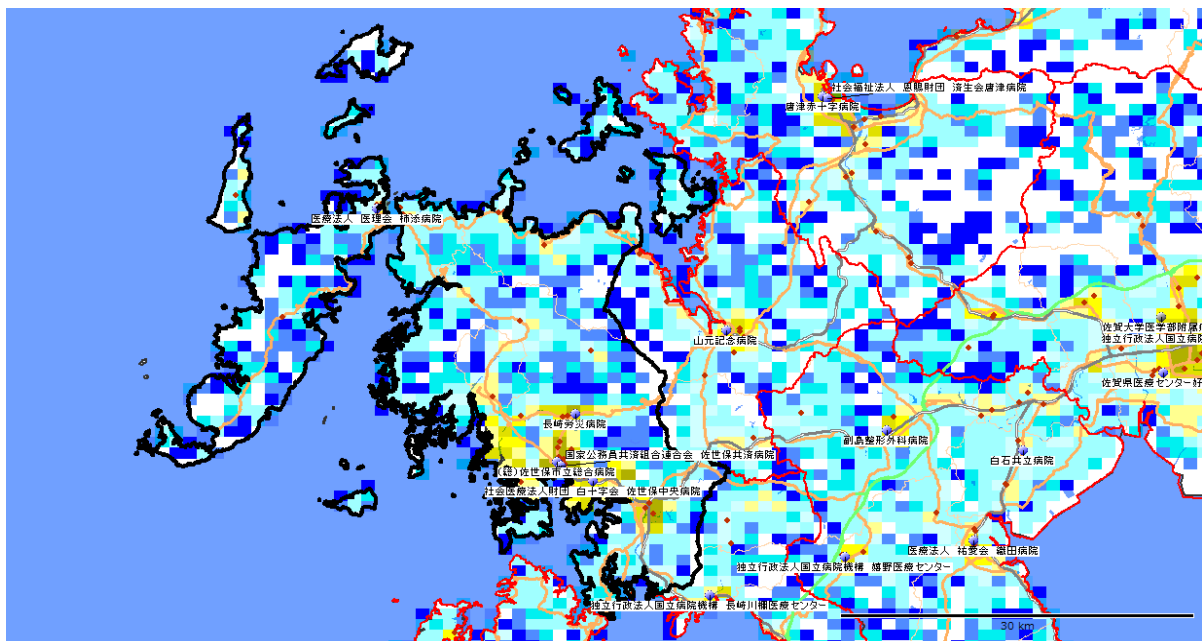 社会福祉法人 恩賜財団 済生会唐津病院
唐津赤十字病院
医療法人 医理会 柿添病院
佐賀大学医学部附属
独立行政法人国立病院
山元記念病院
佐賀県医療センター好
長崎労災病院
副島整形外科病院
国家公務員共済組合連合会 佐世保共済病院
白石共立病院
(総)佐世保市立総合病院
社会医療法人財団 白十字会 佐世保中央病院
医療法人 祐愛会 織田病院
独立行政法人国立病院機構 嬉野医療センター
独立行政法人国立病院機構 長崎川棚医療センター
30 km